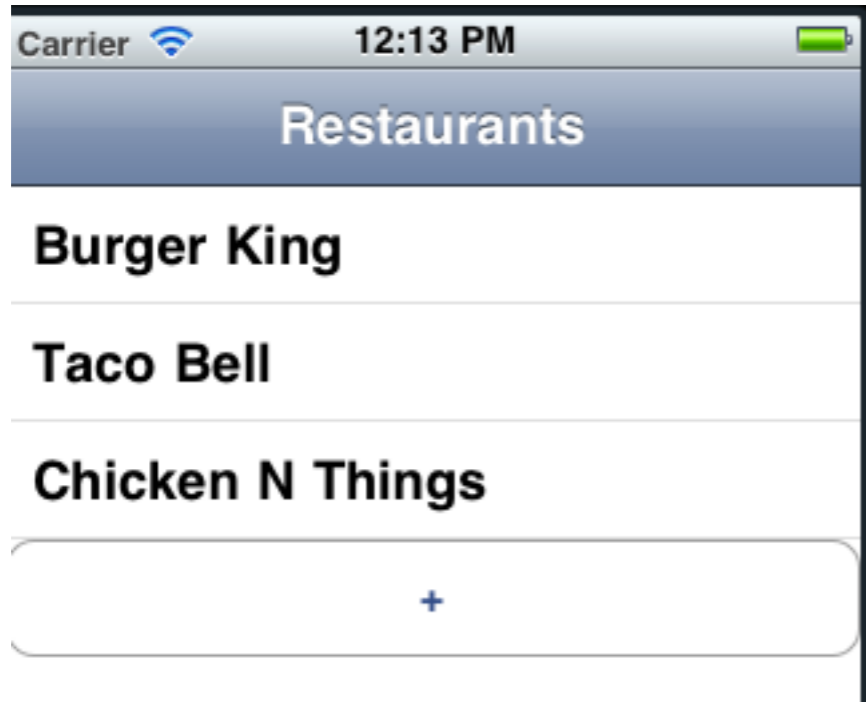 Carrier 12:13 PM
Restaurants
Burger King
Taco Bell
Chicken N Things
+